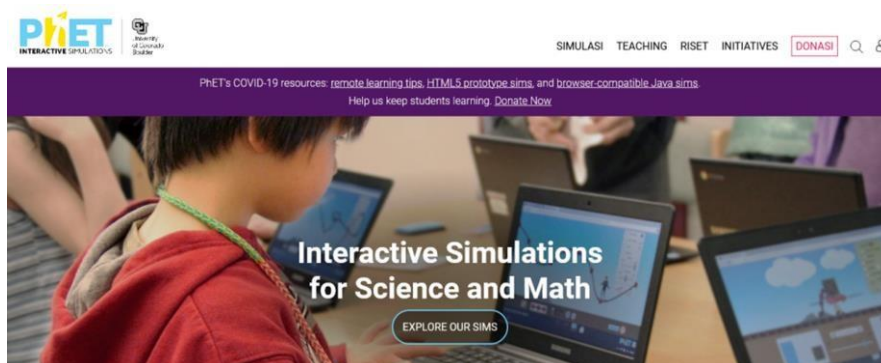 PhET
INTERACTIVE SIMULATIONS
University
of Colorado
Boulder
SIMULASI TEACHING RISET INITIATIVES DONASI
PhET's COVID-19 resources: remote learning tips, HTML5 prototype sims, and browser-compatible Java sims.
Help us keep students learning. Donate Now
Interactive Simulations
for Science and Math
EXPLORE OUR SIMS